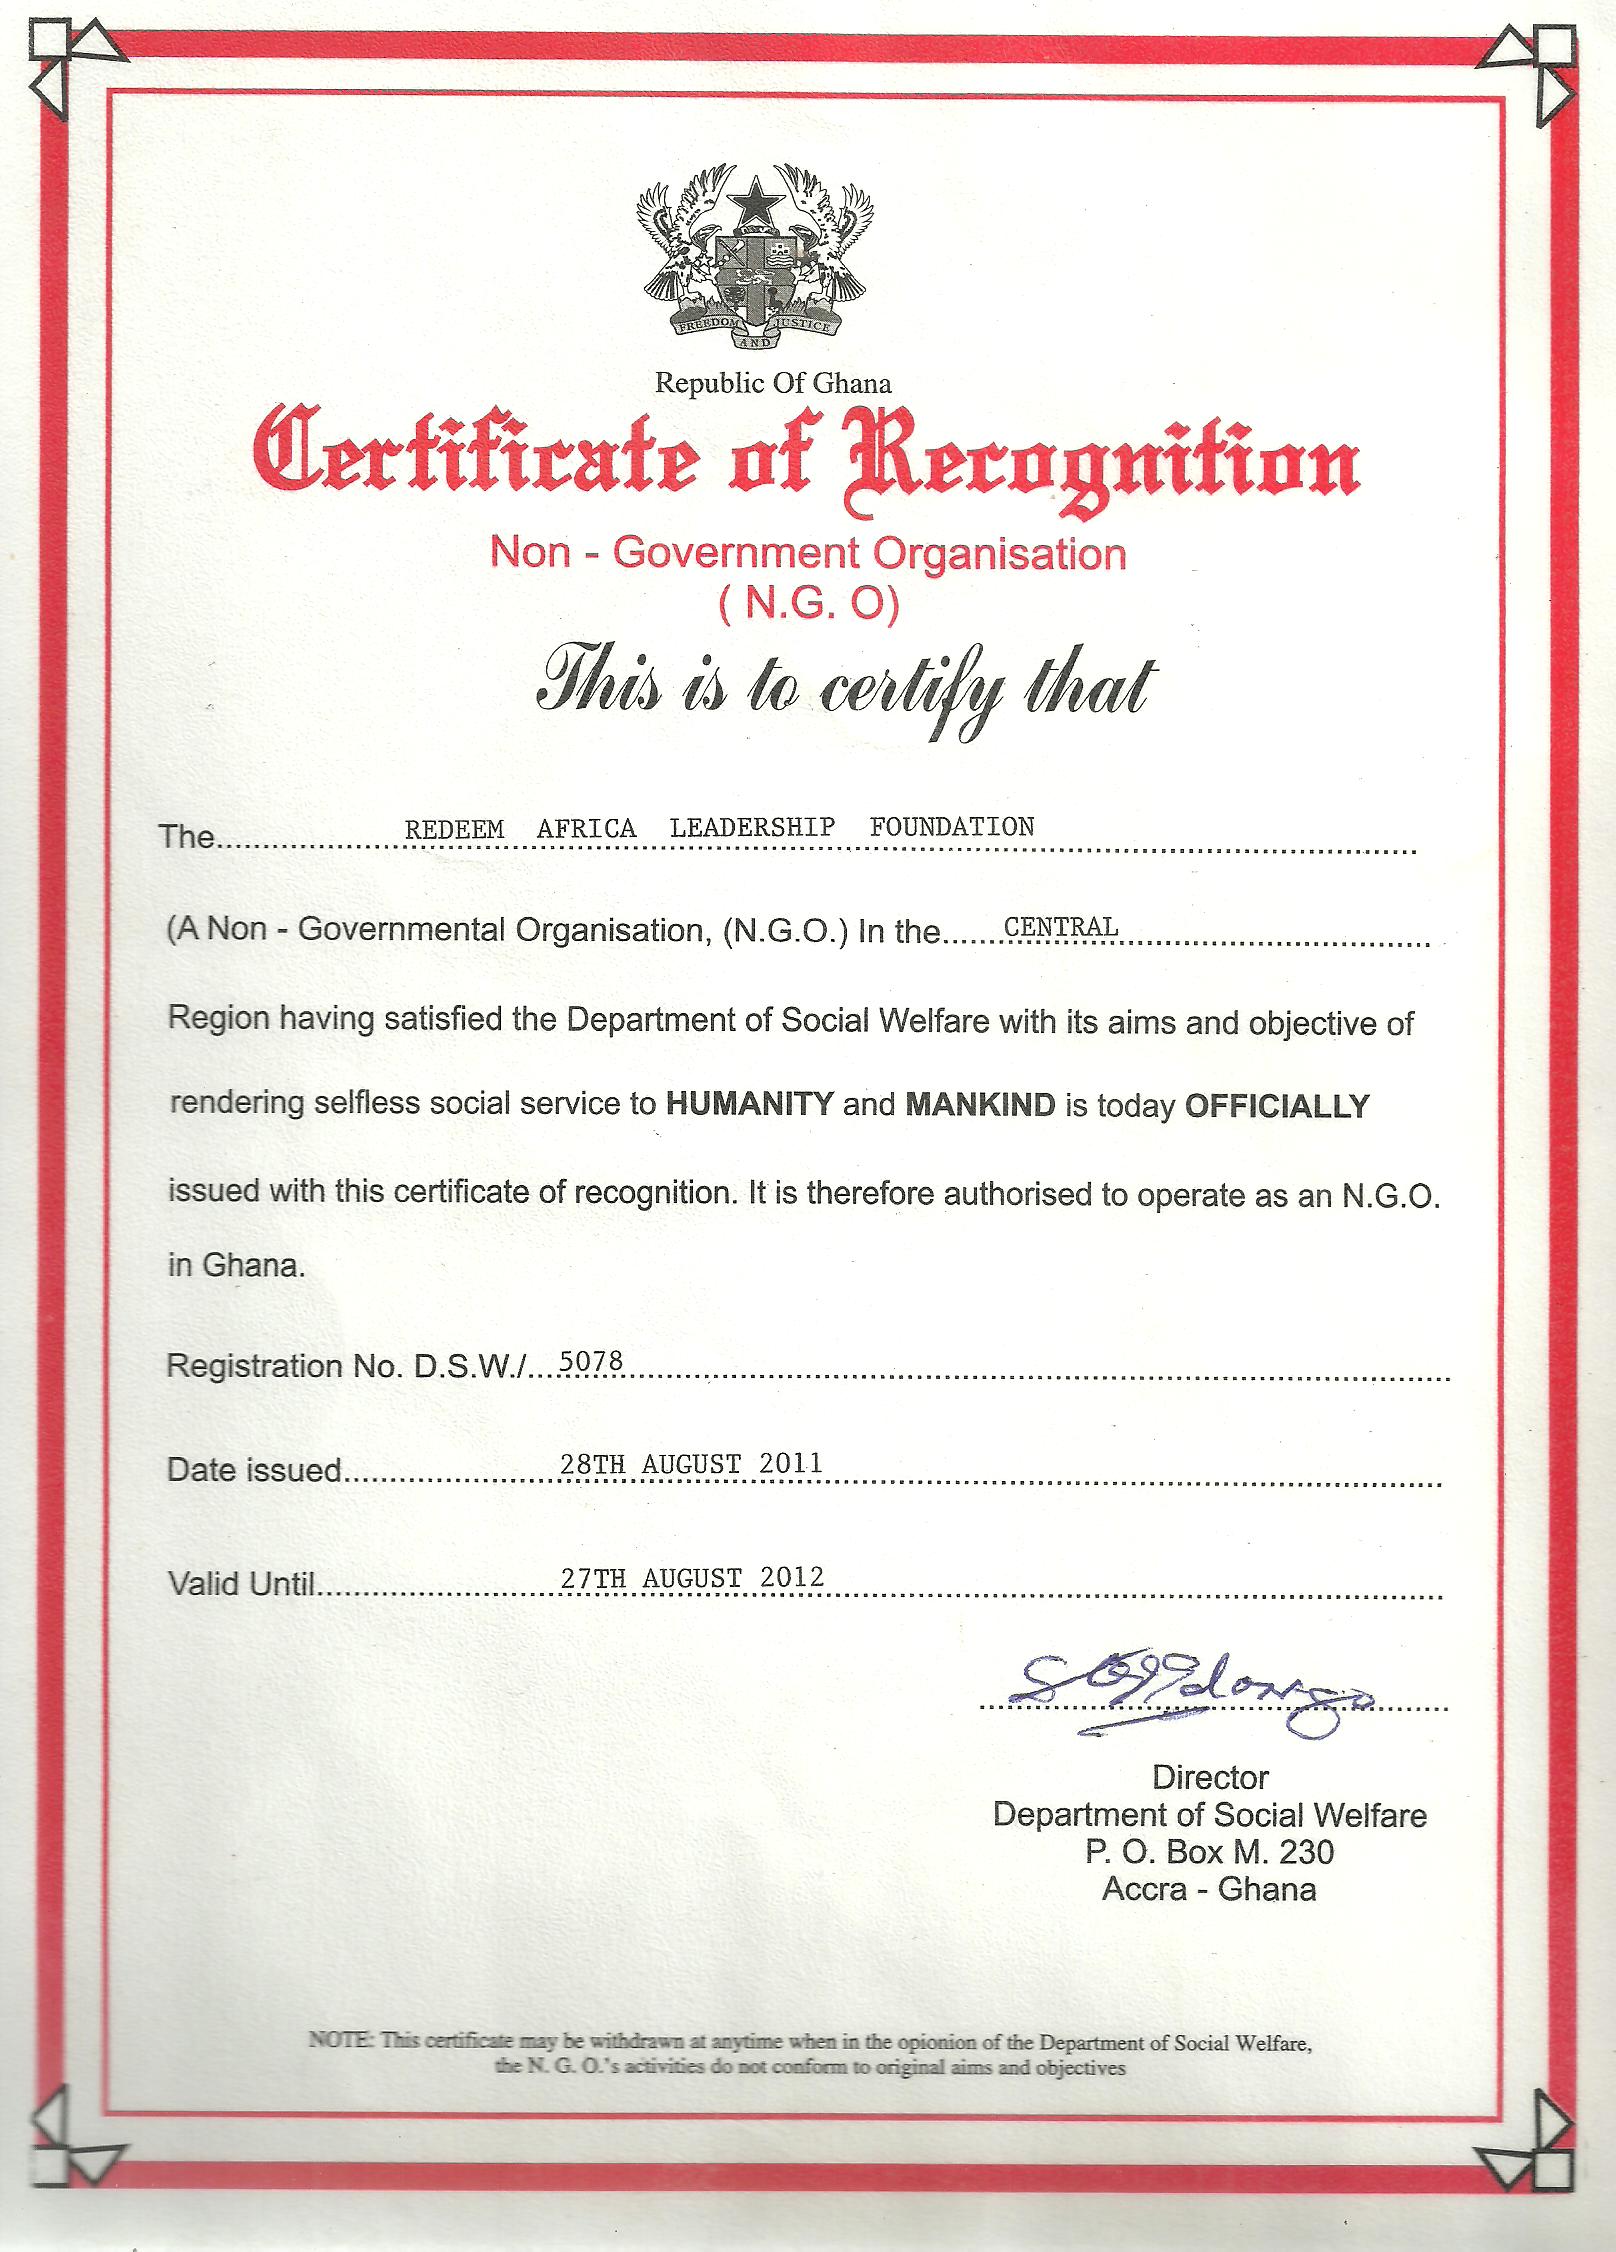 FREEDOM AND JUSTICE
Republic Of Ghana
Certificate of Recognition
Non - Government Organisation
( N.G. O)
This is to certify that
The....................REDEEM AFRICA LEADERSHIP FOUNDATION....................
(A Non - Governmental Organisation, (N.G.O.) In the.......CENTRAL....................
Region having satisfied the Department of Social Welfare with its aims and objective of
rendering selfless social service to HUMANITY and MANKIND is today OFFICIALLY
issued with this certificate of recognition. It is therefore authorised to operate as an N.G.O.
in Ghana.
Registration No. D.S.W./...5078....................
Date issued....................28TH AUGUST 2011....................
Valid Until....................27TH AUGUST 2012....................
Director
Department of Social Welfare
P. O. Box M. 230
Accra - Ghana
NOTE: This certificate may be withdrawn at anytime when in the opionion of the Department of Social Welfare,
the N. G. O.'s activities do not conform to original aims and objectives